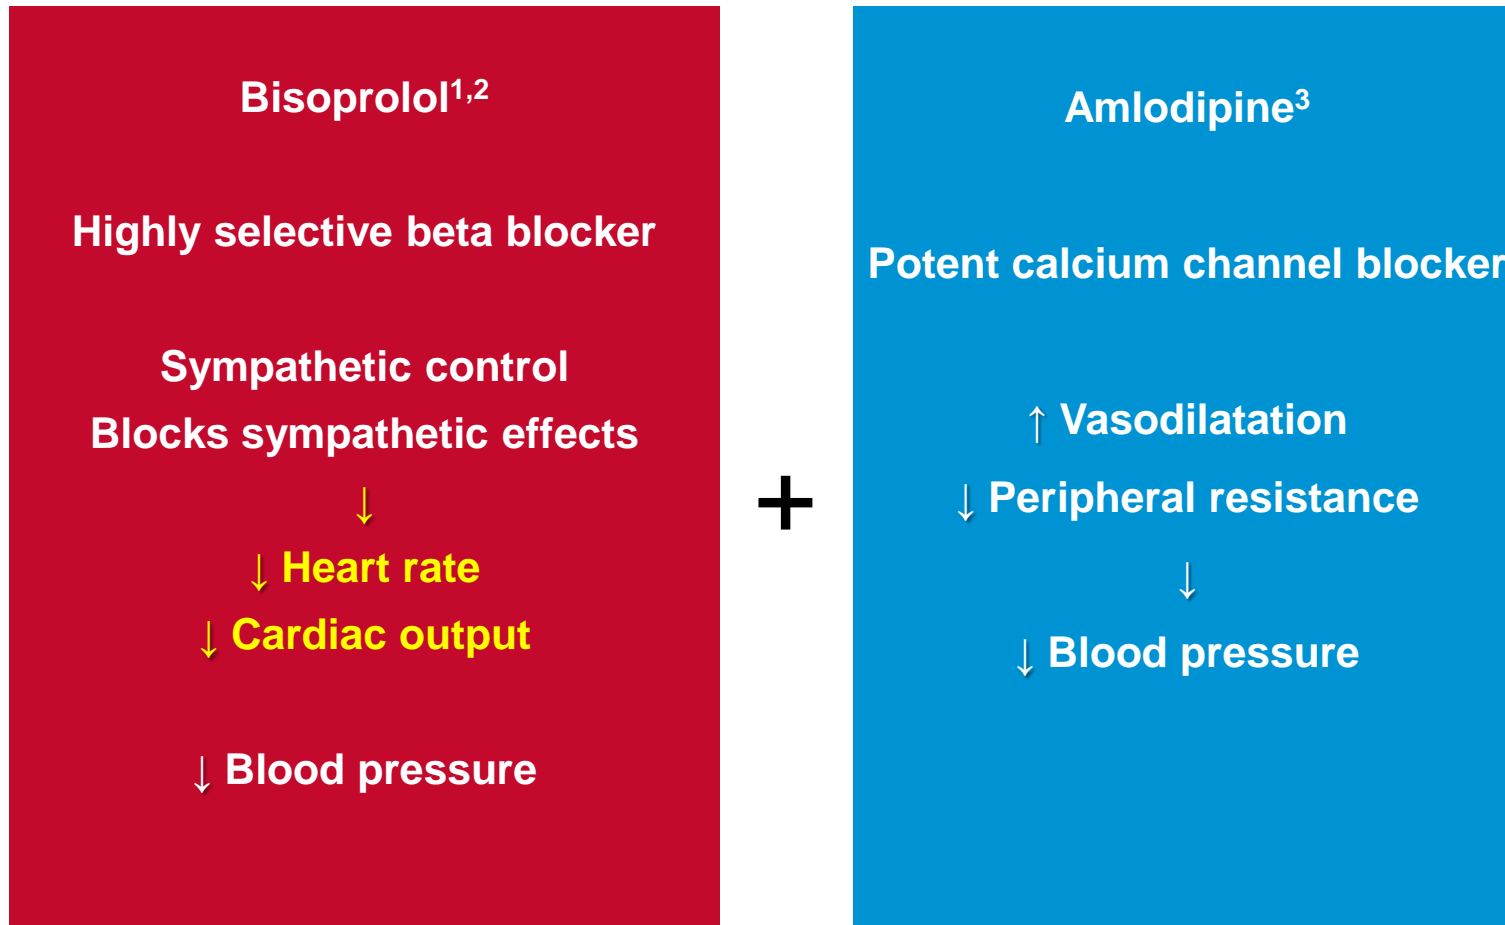 Bisoprolol1,2
Highly selective beta blocker
Sympathetic control
Blocks sympathetic effects
↓
↓ Heart rate
↓ Cardiac output
↓ Blood pressure
+
Amlodipine3
Potent calcium channel blocker
↑ Vasodilatation
↓ Peripheral resistance
↓
↓ Blood pressure